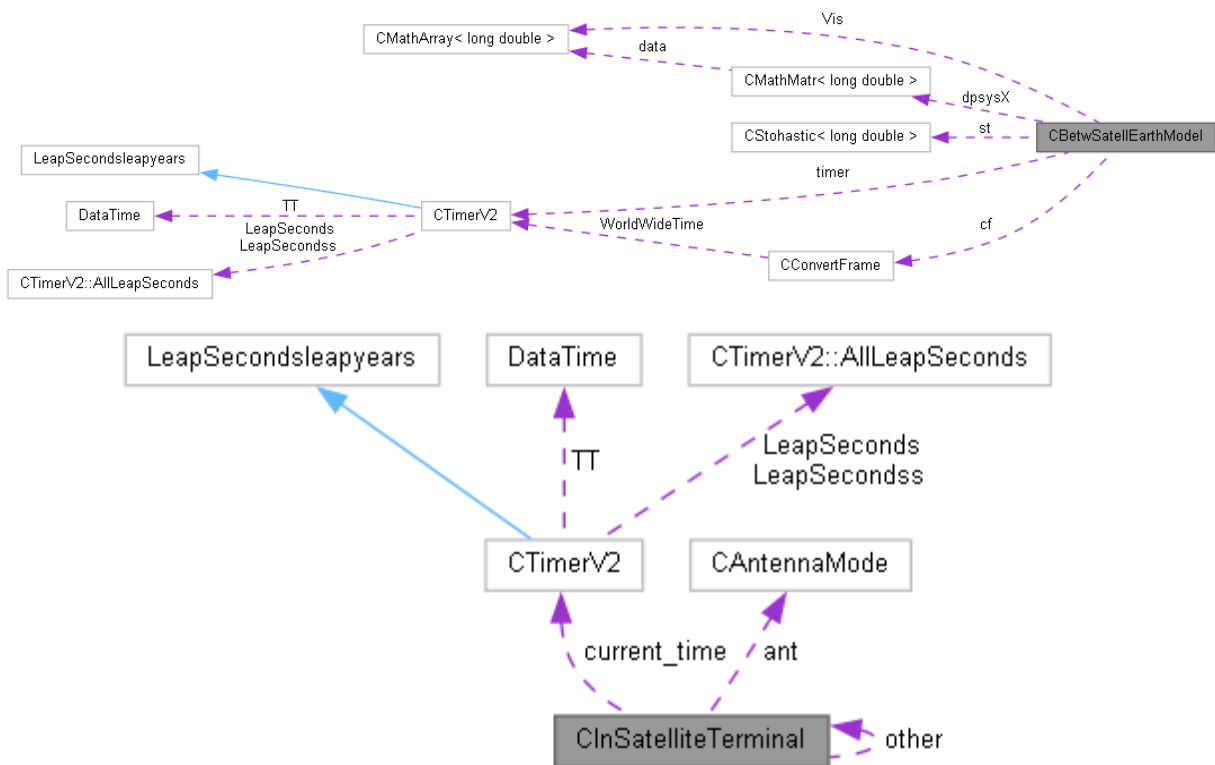 Vis
CMathArray< long double >
data
CMathMatr< long double >
dpsysX
CStohastic< long double >
st
CBetwSatellEarthModel
LeapSecondsleapyears
timer
DataTime
TT
CTimerV2
LeapSeconds
LeapSecondss
WorldWideTime
cf
CTimerV2::AllLeapSeconds
CConvertFrame
LeapSecondsleapyears
DataTime
CTimerV2::AllLeapSeconds
TT
LeapSeconds
LeapSecondss
CTimerV2
CAntennaMode
current_time
ant
CInSatelliteTerminal
other